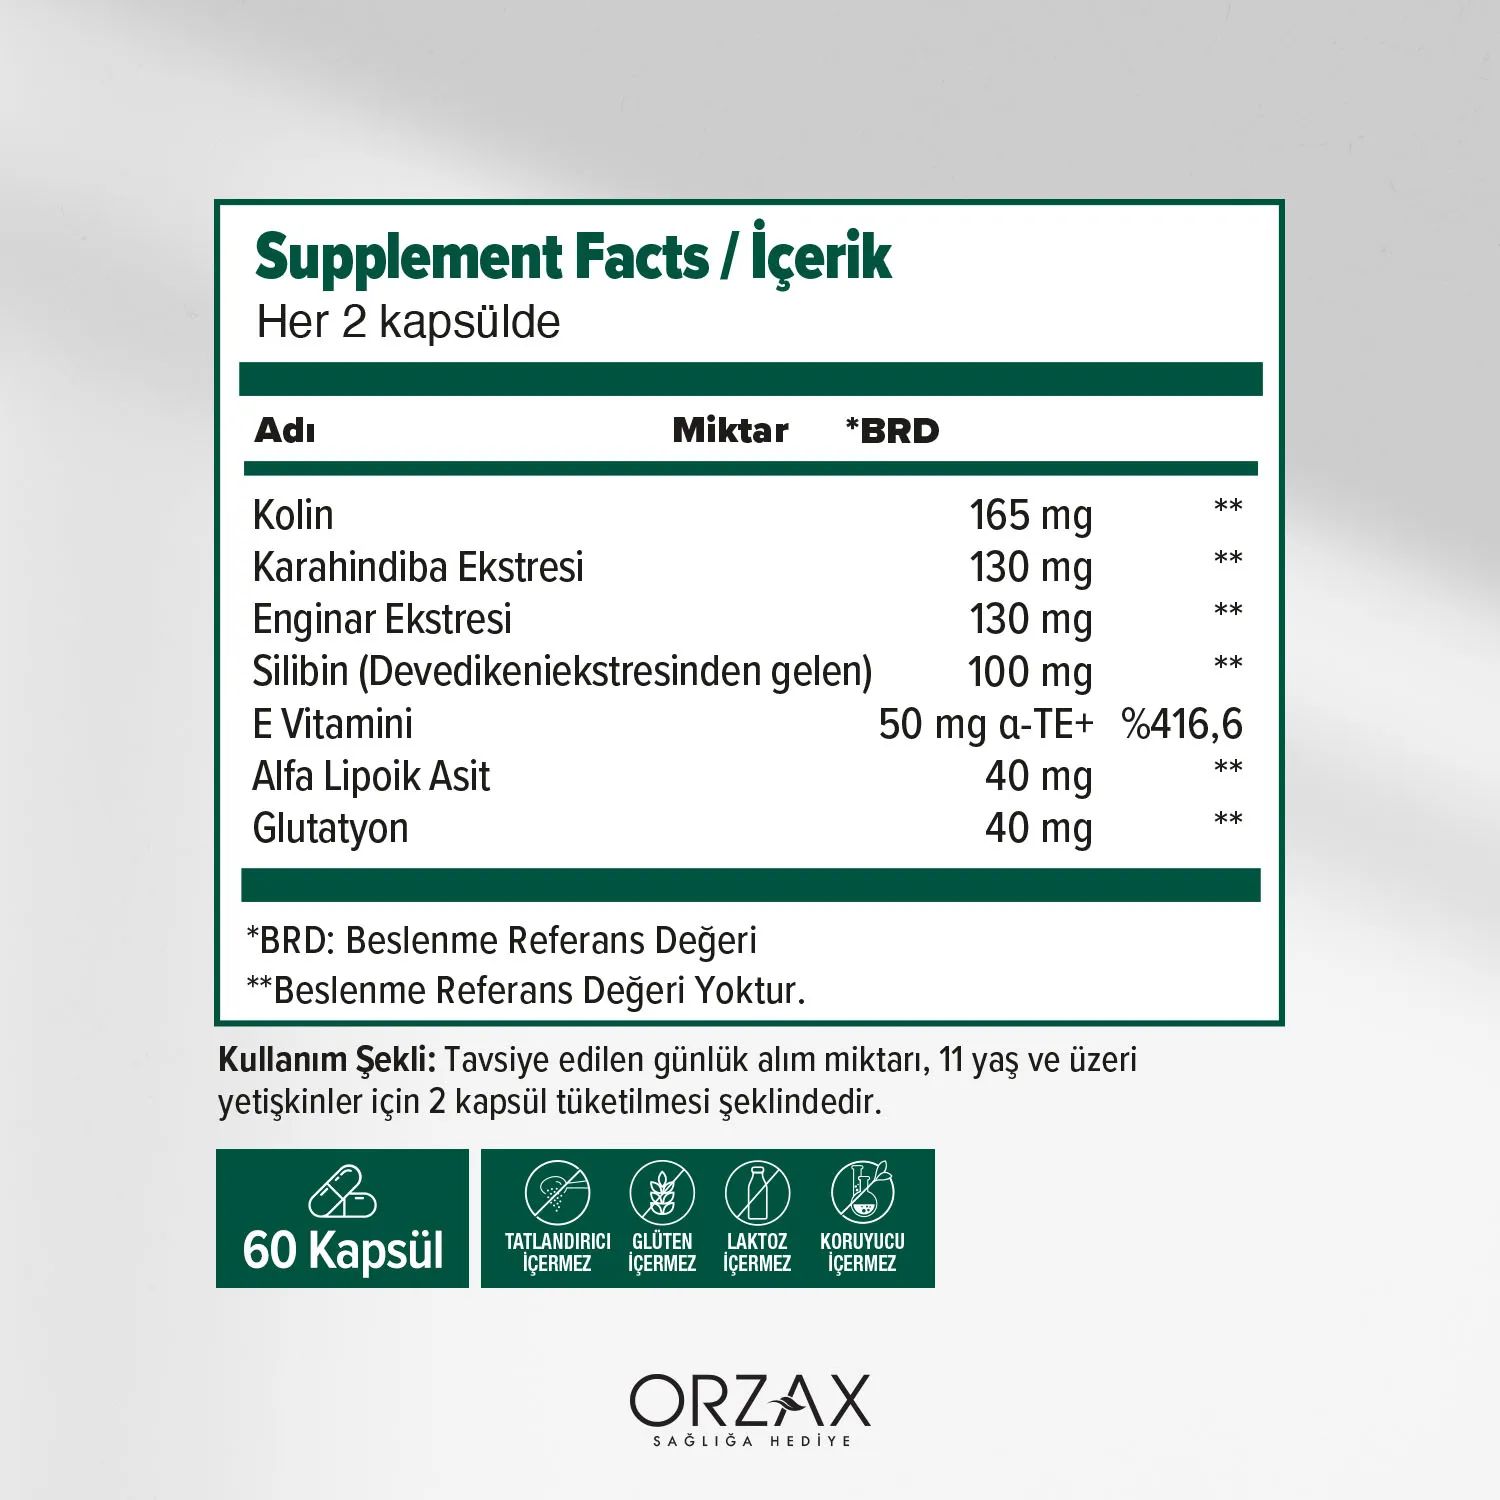 Supplement Facts / İçerik
Her 2 kapsülde
Adı Miktar *BRD
Kolin 165 mg **
Karahindiba Ekstresi 130 mg **
Enginar Ekstresi 130 mg **
Silibin (Devedikeniekstresinden gelen) 100 mg **
E Vitamini 50 mg α-TE+ %416,6
Alfa Lipoik Asit 40 mg **
Glutatyon 40 mg **
*BRD: Beslenme Referans Değeri
**Beslenme Referans Değeri Yoktur.
Kullanım Şekli: Tavsiye edilen günlük alım miktarı, 11 yaş ve üzeri
yetişkinler için 2 kapsül tüketilmesi şeklindedir.
60 Kapsül
TATLANDIRICI İÇERMEZ
GLÜTEN İÇERMEZ
LAKTOZ İÇERMEZ
KORUYUCU İÇERMEZ
ORZAX
SAĞLIĞA HEDİYE